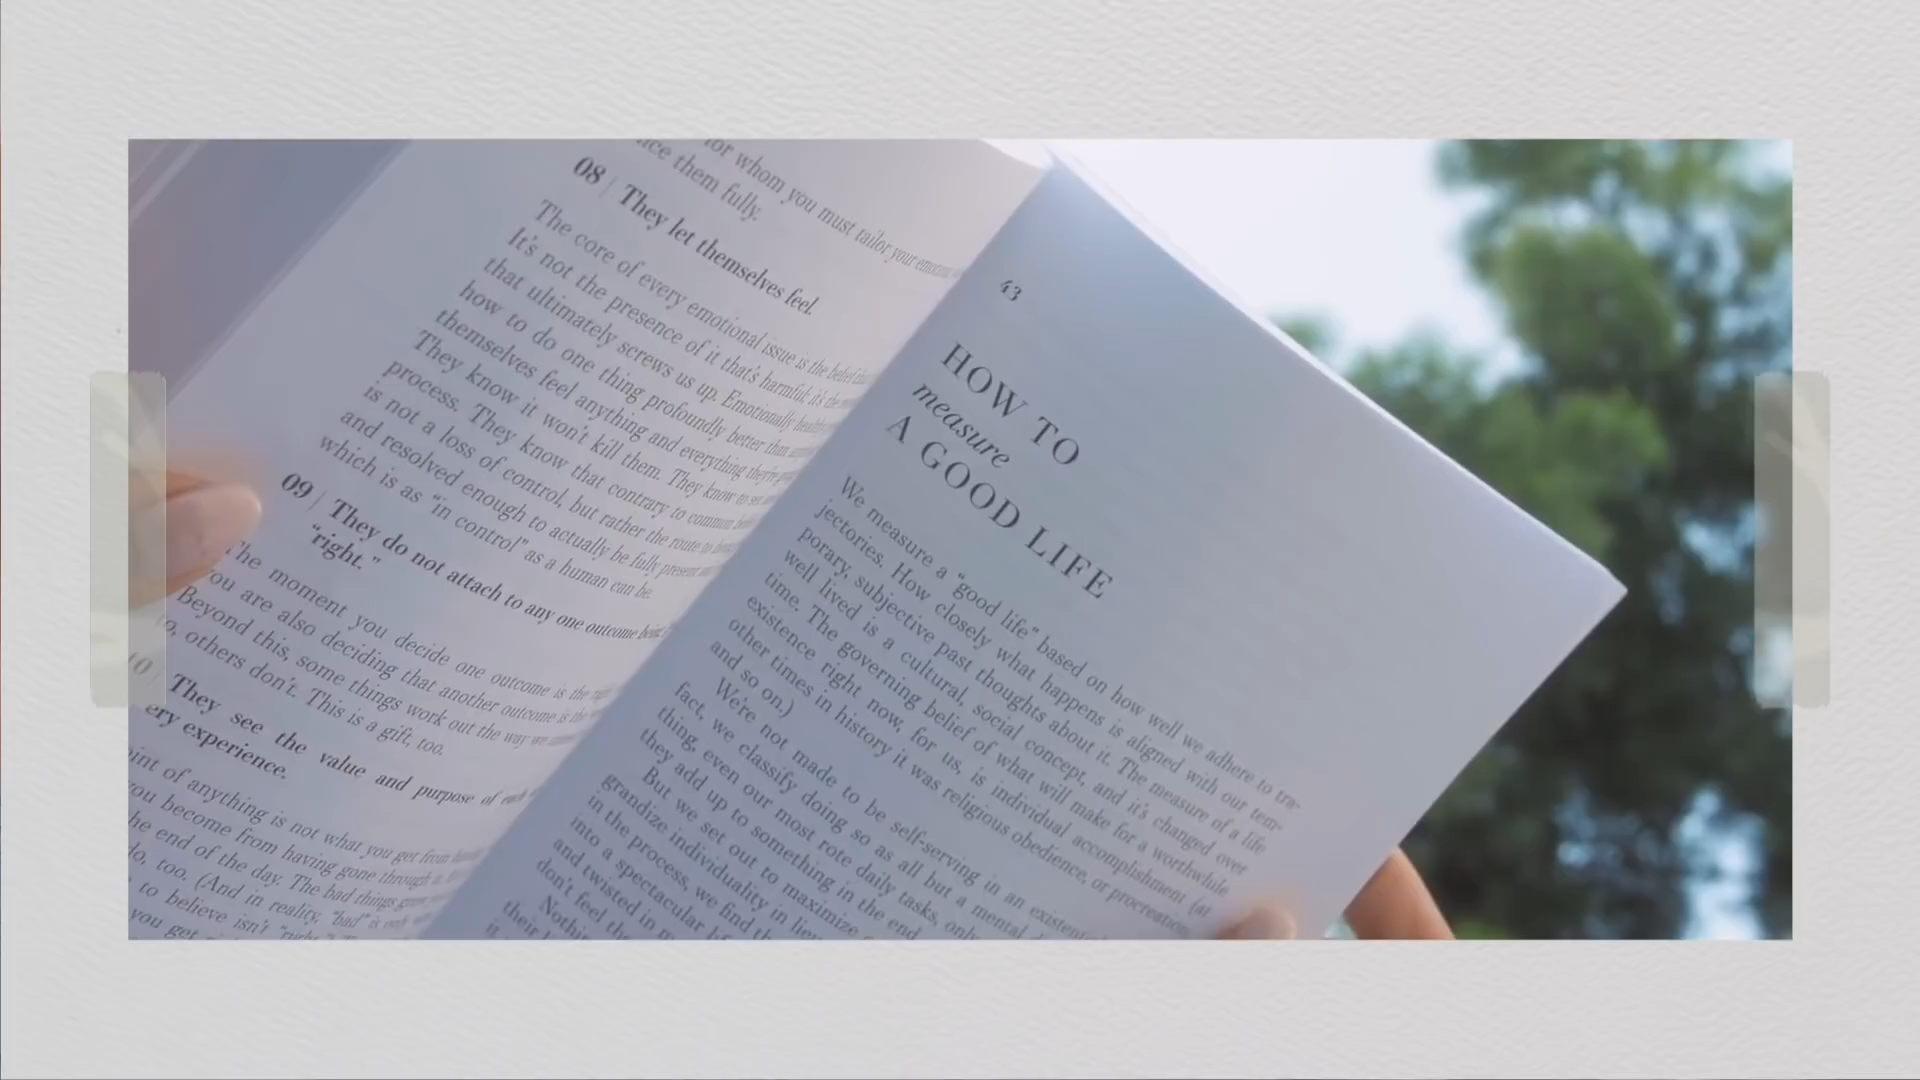 for whom you must tailor your
them fully.
08 | They let themselves feel.
The core of every emotional issue is the belief
It's not the presence of it that's harmful; it's the
that ultimately screws us up. Emotionally
how to do one thing profoundly better than
themselves feel anything and everything they're
They know it won't kill them. They know to
process. They know that contrary to common
is not a loss of control, but rather the route to
and resolved enough to actually be fully present
which is as "in control" as a human can be.
09 | They do not attach to any one outcome
"right."
The moment you decide one outcome is the
You are also deciding that another outcome is the
Beyond this, some things work out the way we
others don't. This is a gift, too.
They see the value and purpose of
experience.
of anything is not what you get from
you become from having gone through
the end of the day. The bad things
too. (And in reality, "bad" is only
to believe isn't
you get
43
HOW TO
measure
A GOOD LIFE
We measure a "good life" based on how well we adhere to tra-
jectories. How closely what happens is aligned with our tem-
porary, subjective past thoughts about it. The measure of a life
well lived is a cultural, social concept, and it's changed over
time. The governing belief of what will make for a worthwhile
existence right now, for us, is individual accomplishment (at
other times in history it was religious obedience, or procreation
and so on.)
We're not made to be self-serving in an
fact, we classify doing so as all but a mental
thing, even our most rote daily tasks, only
they add up to something in the end
But we set out to maximize
grandize individuality in lieu
in the process, we find
into a spectacular
and twisted in
don't feel the
their